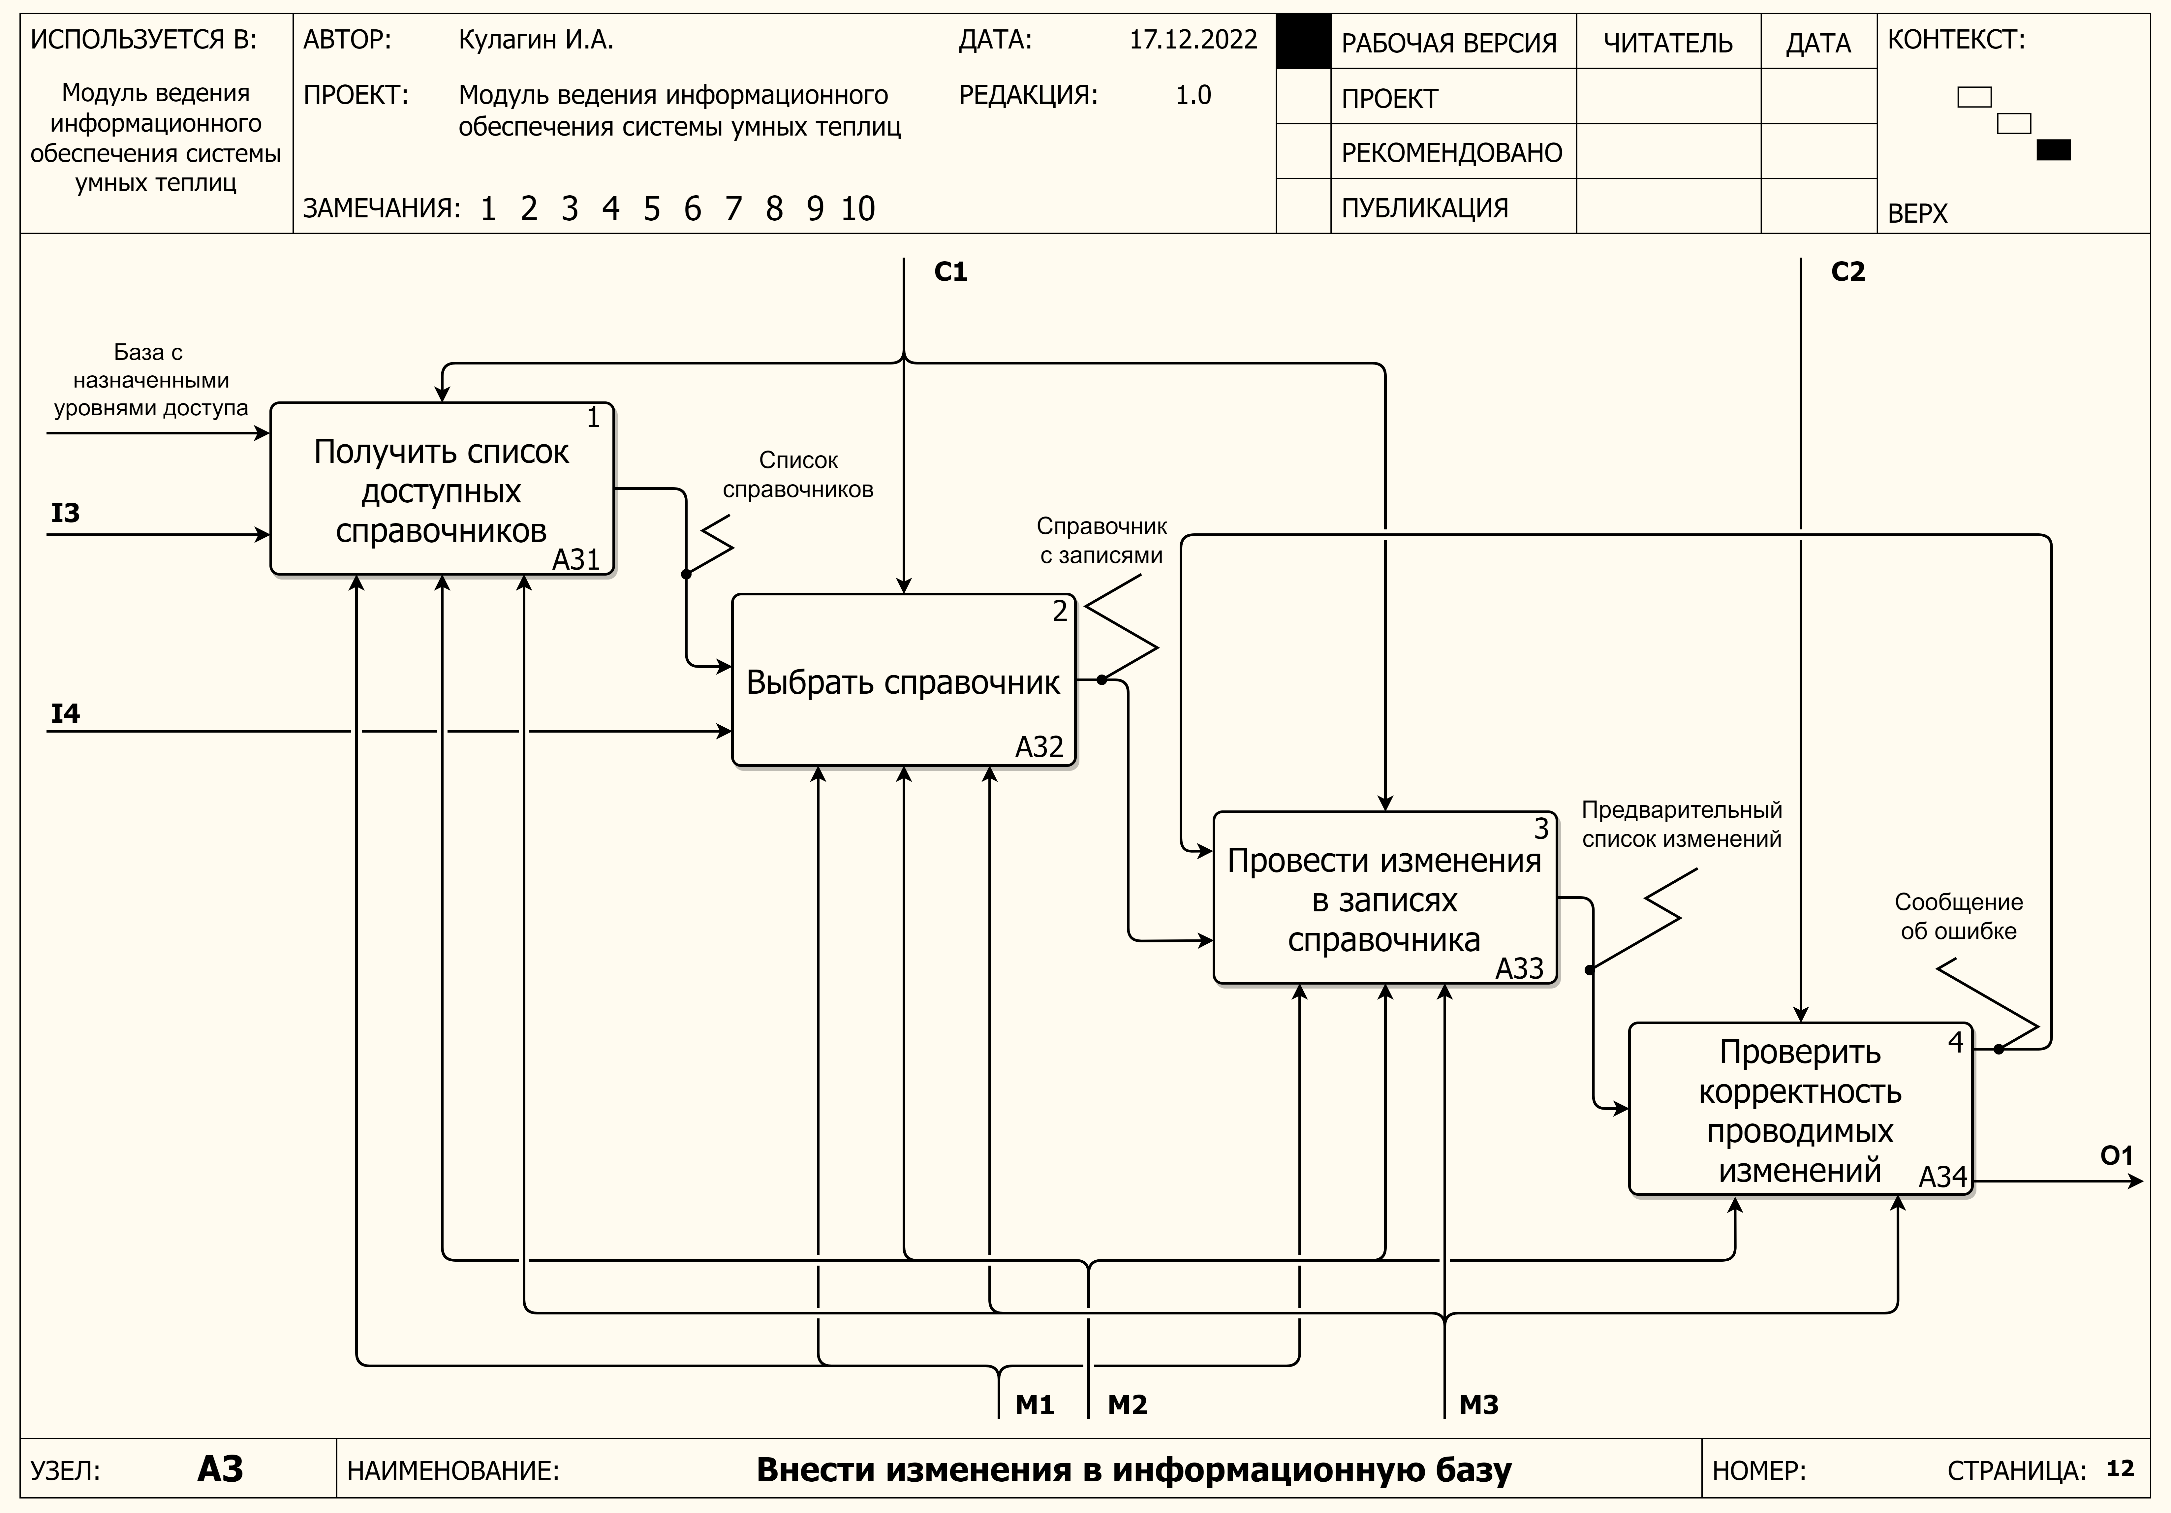 ИСПОЛЬЗУЕТСЯ В:
Модуль ведения
информационного
обеспечения системы
умных теплиц
АВТОР: Кулагин И.А.
ДАТА: 17.12.2022
ПРОЕКТ: Модуль ведения информационного
обеспечения системы умных теплиц
РЕДАКЦИЯ: 1.0
ЗАМЕЧАНИЯ: 1 2 3 4 5 6 7 8 9 10
РАБОЧАЯ ВЕРСИЯ
ЧИТАТЕЛЬ
ДАТА
ПРОЕКТ
РЕКОМЕНДОВАНО
ПУБЛИКАЦИЯ
КОНТЕКСТ:
ВЕРХ
C1
C2
База с
назначенными
уровнями доступа
I3
1
Получить список
доступных
справочников
A31
Список
справочников
Справочник
с записями
I4
2
Выбрать справочник
A32
3
Провести изменения
в записях
справочника
A33
Предварительный
список изменений
Сообщение
об ошибке
4
Проверить
корректность
проводимых
изменений
A34
O1
M1
M2
M3
УЗЕЛ: A3
НАИМЕНОВАНИЕ: Внести изменения в информационную базу
НОМЕР:
СТРАНИЦА: 12